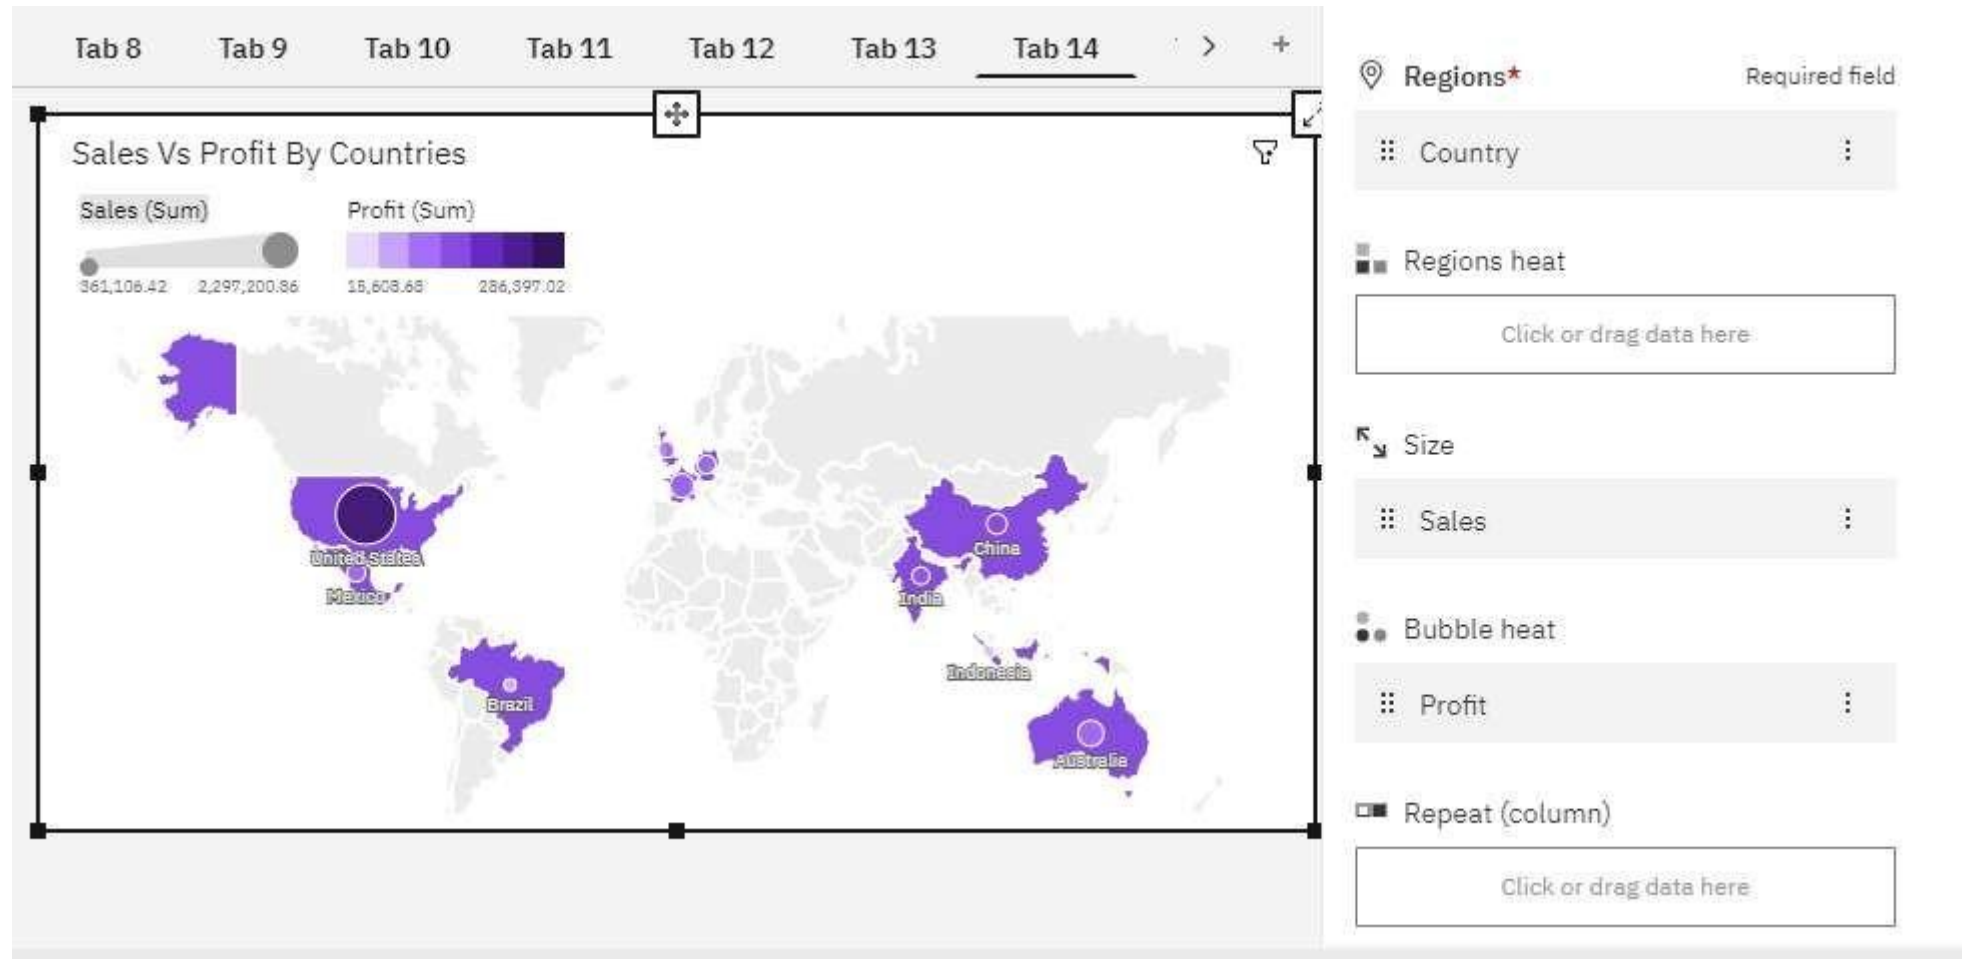 Tab 8 Tab 9 Tab 10 Tab 11 Tab 12 Tab 13 Tab 14
Sales Vs Profit By Countries
Sales (Sum) Profit (Sum)
361,106.42 2,297,200.86 15,608.68 286,397.02
United States
Mexico
Brazil
China
India
Indonesia
Australia
Regions* Required field
Country
Regions heat
Click or drag data here
Size
Sales
Bubble heat
Profit
Repeat (column)
Click or drag data here